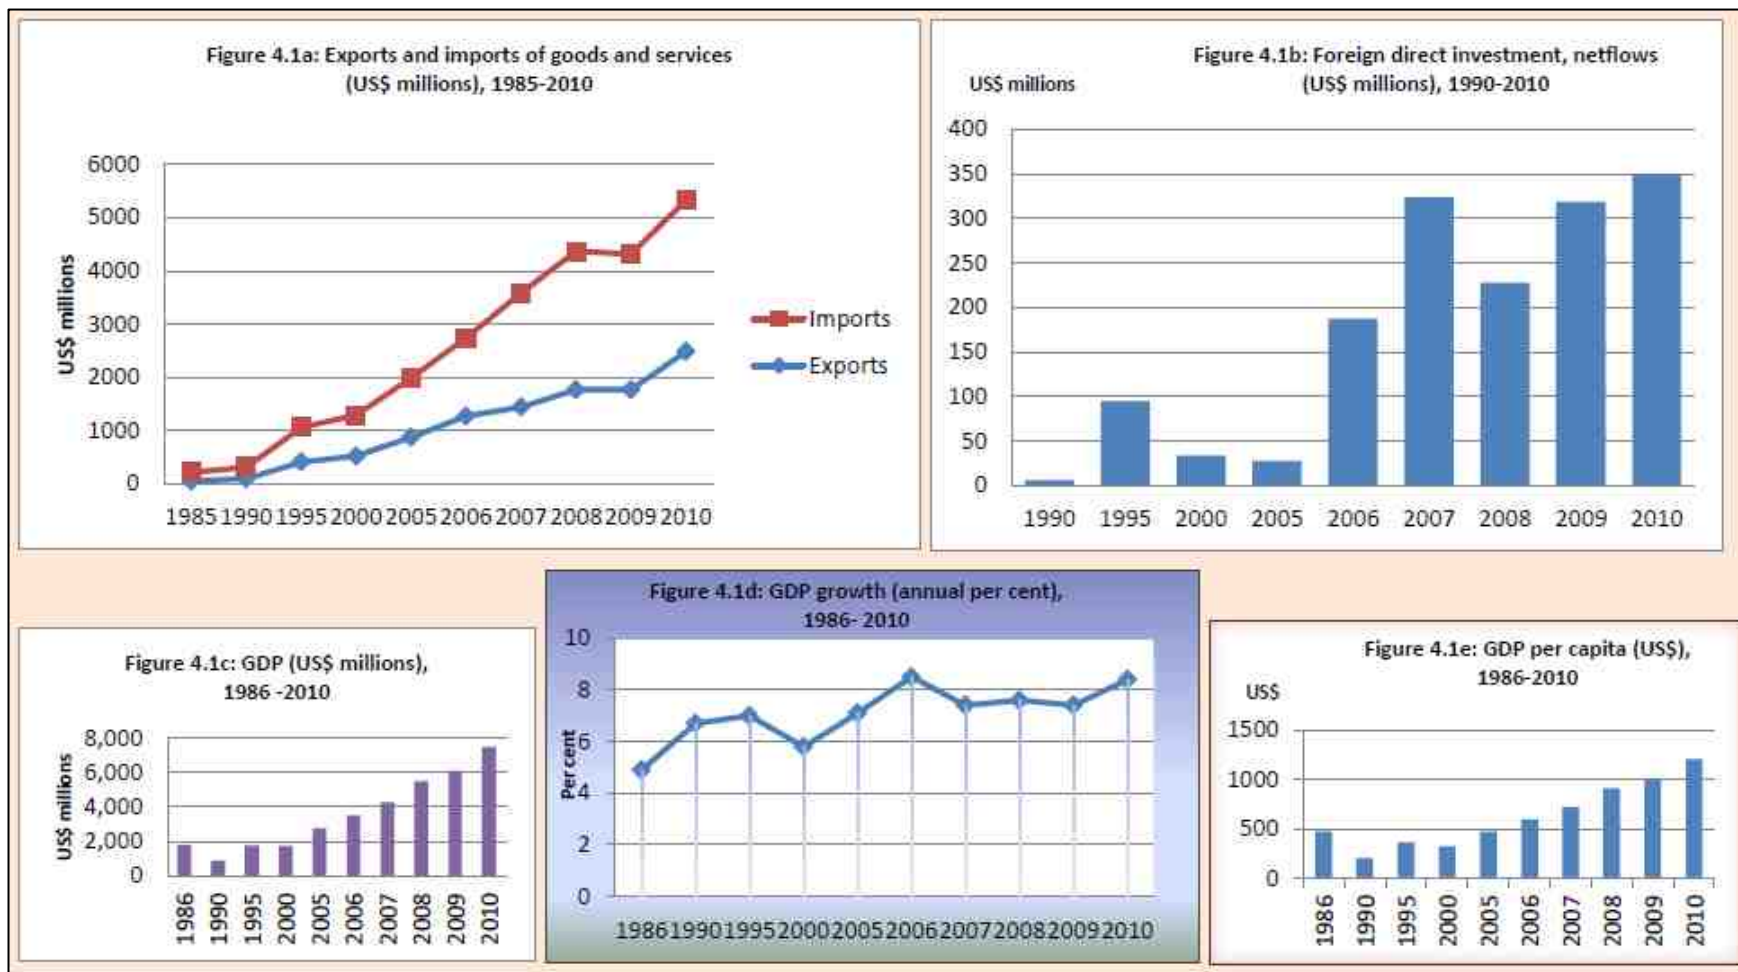 Figure 4.1a: Exports and imports of goods and services
(US$ millions), 1985-2010
US$ millions
6000
5000
4000
3000
2000
1000
0
Imports
Exports
1985 1990 1995 2000 2005 2006 2007 2008 2009 2010
Figure 4.1b: Foreign direct investment, netflows
(US$ millions), 1990-2010
US$ millions
400
350
300
250
200
150
100
50
0
1990 1995 2000 2005 2006 2007 2008 2009 2010
Figure 4.1c: GDP (US$ millions),
1986 -2010
US$ millions
8,000
6,000
4,000
2,000
0
1986 1990 1995 2000 2005 2006 2007 2008 2009 2010
Figure 4.1d: GDP growth (annual per cent),
1986- 2010
Per cent
10
8
6
4
2
0
1986 1990 1995 2000 2005 2006 2007 2008 2009 2010
Figure 4.1e: GDP per capita (US$),
1986-2010
US$
1500
1000
500
0
1986 1990 1995 2000 2005 2006 2007 2008 2009 2010